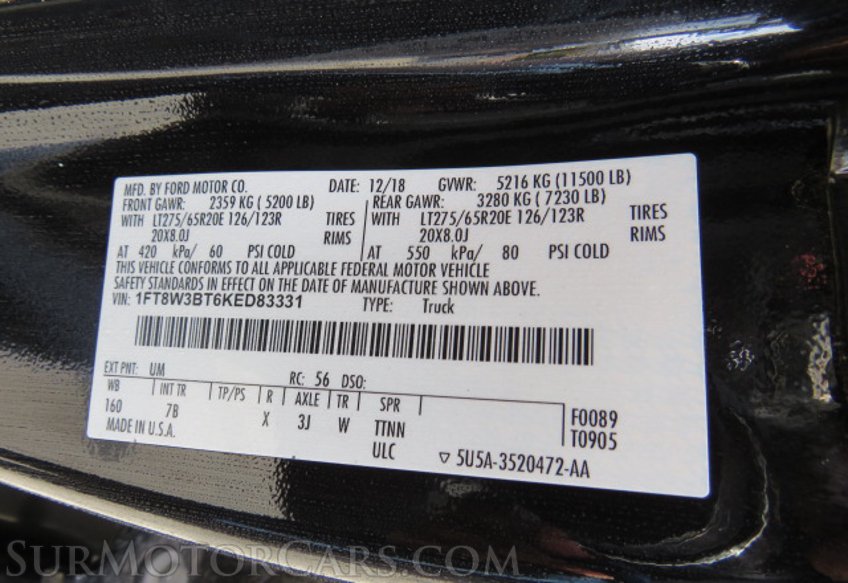 MFD. BY FORD MOTOR CO. DATE: 12/18 GVWR: 5216 KG (11500 LB)
FRONT GAWR: 2359 KG ( 5200 LB) REAR GAWR: 3280 KG ( 7230 LB)
WITH LT275/65R20E 126/123R TIRES WITH LT275/65R20E 126/123R TIRES
20X8.0J RIMS 20X8.0J RIMS
AT 420 kPa/ 60 PSI COLD AT 550 kPa/ 80 PSI COLD
THIS VEHICLE CONFORMS TO ALL APPLICABLE FEDERAL MOTOR VEHICLE
SAFETY STANDARDS IN EFFECT ON THE DATE OF MANUFACTURE SHOWN ABOVE.
VIN: 1FT8W3BT6KED83331 TYPE: Truck
EXT PNT: UM RC: 56 DSO:
WB INT TR TP/PS R AXLE TR SPR
160 7B X 3J W TTNN F0089
MADE IN U.S.A. ULC T0905
▽ 5U5A-3520472-AA
SurMotorCars.com